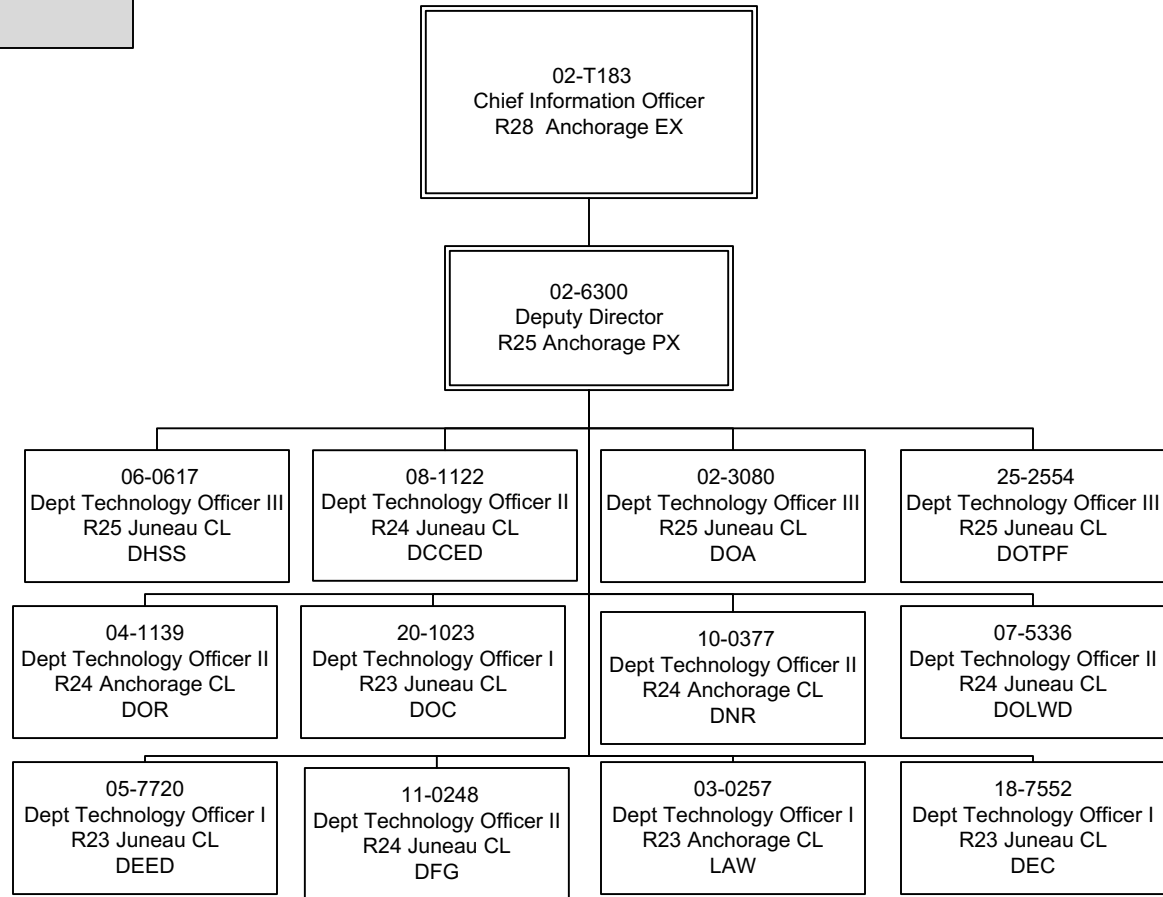 02-T183
Chief Information Officer
R28 Anchorage EX
02-6300
Deputy Director
R25 Anchorage PX
06-0617
Dept Technology Officer III
R25 Juneau CL
DHSS
08-1122
Dept Technology Officer II
R24 Juneau CL
DCCED
02-3080
Dept Technology Officer III
R25 Juneau CL
DOA
25-2554
Dept Technology Officer III
R25 Juneau CL
DOTPF
04-1139
Dept Technology Officer II
R24 Anchorage CL
DOR
20-1023
Dept Technology Officer I
R23 Juneau CL
DOC
10-0377
Dept Technology Officer II
R24 Anchorage CL
DNR
07-5336
Dept Technology Officer II
R24 Juneau CL
DOLWD
05-7720
Dept Technology Officer I
R23 Juneau CL
DEED
11-0248
Dept Technology Officer II
R24 Juneau CL
DFG
03-0257
Dept Technology Officer I
R23 Anchorage CL
LAW
18-7552
Dept Technology Officer I
R23 Juneau CL
DEC